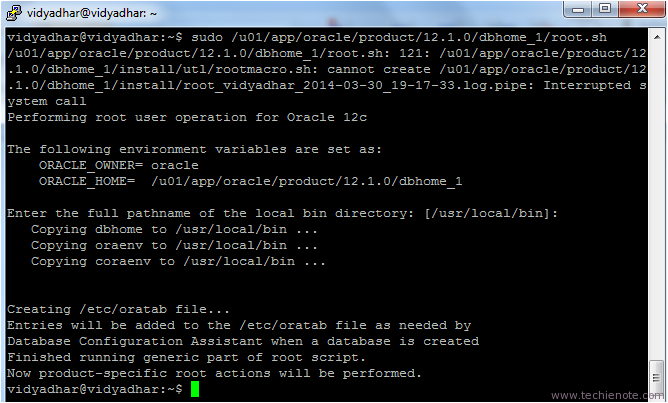 vidyadhar@vidyadhar: ~
vidyadhar@vidyadhar:~$ sudo /u01/app/oracle/product/12.1.0/dbhome_1/root.sh
/u01/app/oracle/product/12.1.0/dbhome_1/root.sh: 121: /u01/app/oracle/product/12
.1.0/dbhome_1/install/utl/rootmacro.sh: cannot create /u01/app/oracle/product/12
.1.0/dbhome_1/install/root_vidyadhar_2014-03-30_19-17-33.log.pipe: Interrupted s
ystem call
Performing root user operation for Oracle 12c
The following environment variables are set as:
ORACLE_OWNER= oracle
ORACLE_HOME=  /u01/app/oracle/product/12.1.0/dbhome_1
Enter the full pathname of the local bin directory: [/usr/local/bin]:
Copying dbhome to /usr/local/bin ...
Copying oraenv to /usr/local/bin ...
Copying coraenv to /usr/local/bin ...
Creating /etc/oratab file...
Entries will be added to the /etc/oratab file as needed by
Database Configuration Assistant when a database is created
Finished running generic part of root script.
Now product-specific root actions will be performed.
vidyadhar@vidyadhar:~$
www.techienote.com